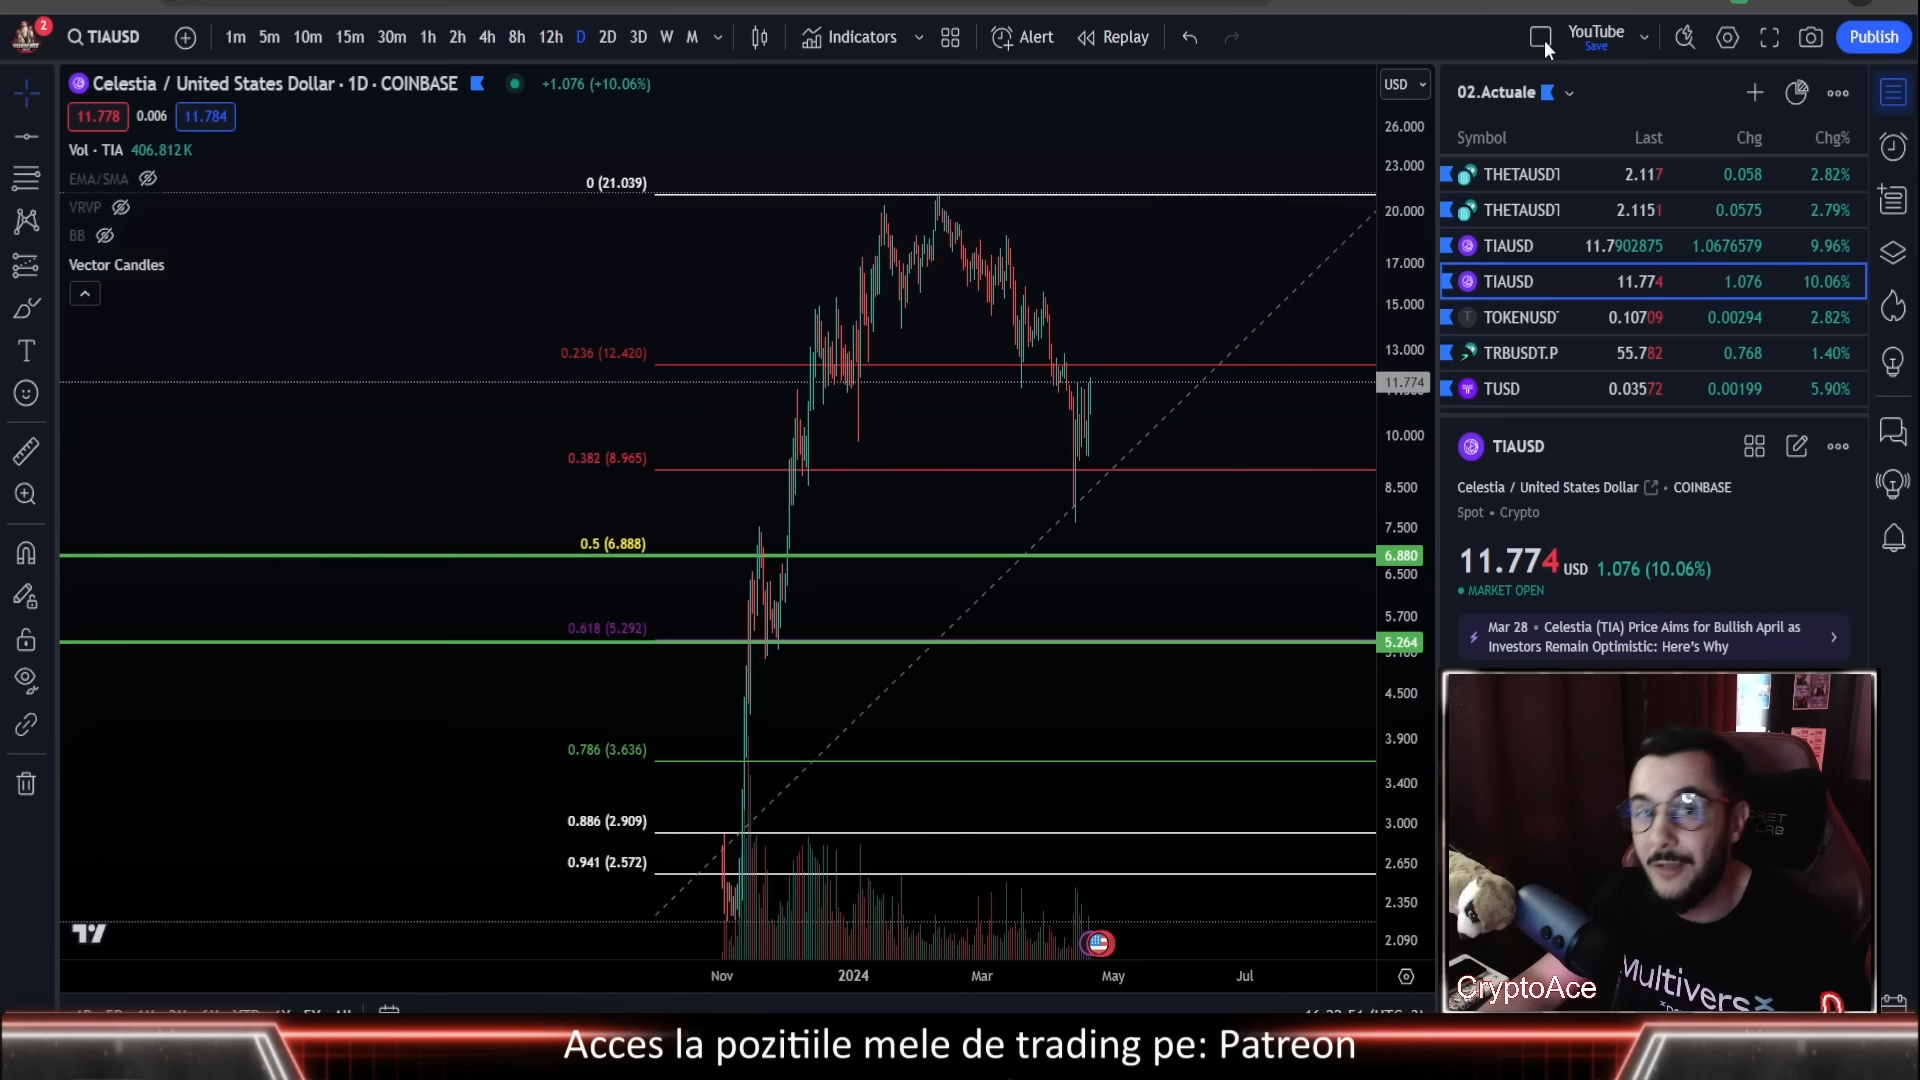 2
TIAUSD
1m 5m 10m 15m 30m 1h 2h 4h 8h 12h D 2D 3D W M
Indicators
Alert
Replay
YouTube
Save
Publish
Celestia / United States Dollar · 1D · COINBASE
+1.076 (+10.06%)
11.778 0.006 11.784
Vol · TIA 406.812 K
EMA/SMA
VRVP
BB
Vector Candles
0 (21.039)
0.236 (12.420)
0.382 (8.965)
0.5 (6.888)
0.618 (5.292)
0.786 (3.636)
0.886 (2.909)
0.941 (2.572)
USD
26.000
23.000
20.000
17.000
15.000
13.000
11.774
10.000
8.500
7.500
6.880
6.500
5.700
5.264
4.500
3.900
3.400
3.000
2.650
2.350
2.090
Nov 2024 Mar May Jul
02.Actuale
Symbol Last Chg Chg%
THETAUSDT 2.117 0.058 2.82%
THETAUSDT 2.1151 0.0575 2.79%
TIAUSD 11.7902875 1.0676579 9.96%
TIAUSD 11.774 1.076 10.06%
TOKENUSDT 0.10709 0.00294 2.82%
TRBUSDT.P 55.782 0.768 1.40%
TUSD 0.03572 0.00199 5.90%
TIAUSD
Celestia / United States Dollar · COINBASE
Spot · Crypto
11.774 USD 1.076 (10.06%)
MARKET OPEN
Mar 28 · Celestia (TIA) Price Aims for Bullish April as
Investors Remain Optimistic: Here's Why
Multiversx
CryptoAce
Acces la pozitiile mele de trading pe: Patreon